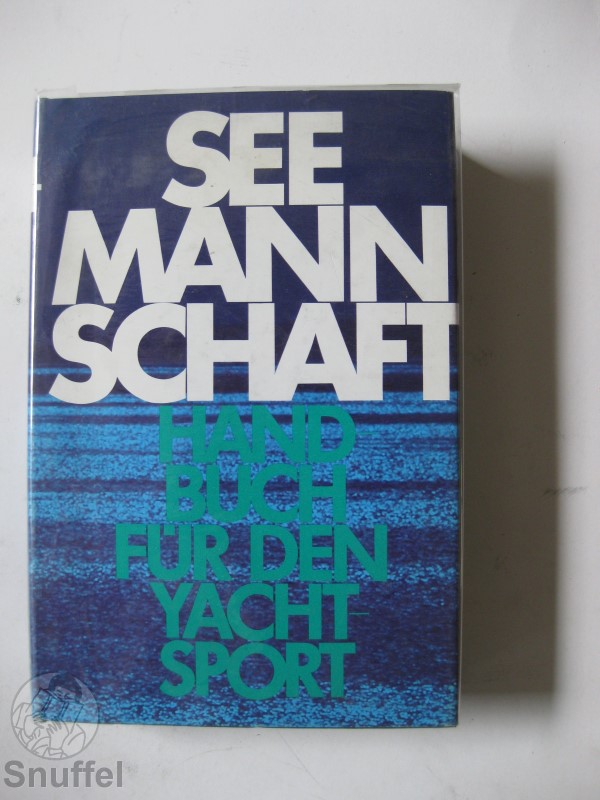 SEE
MANN
SCHAFT
HAND
BUCH
FÜR DEN
YACHT-
SPORT
Snuffel